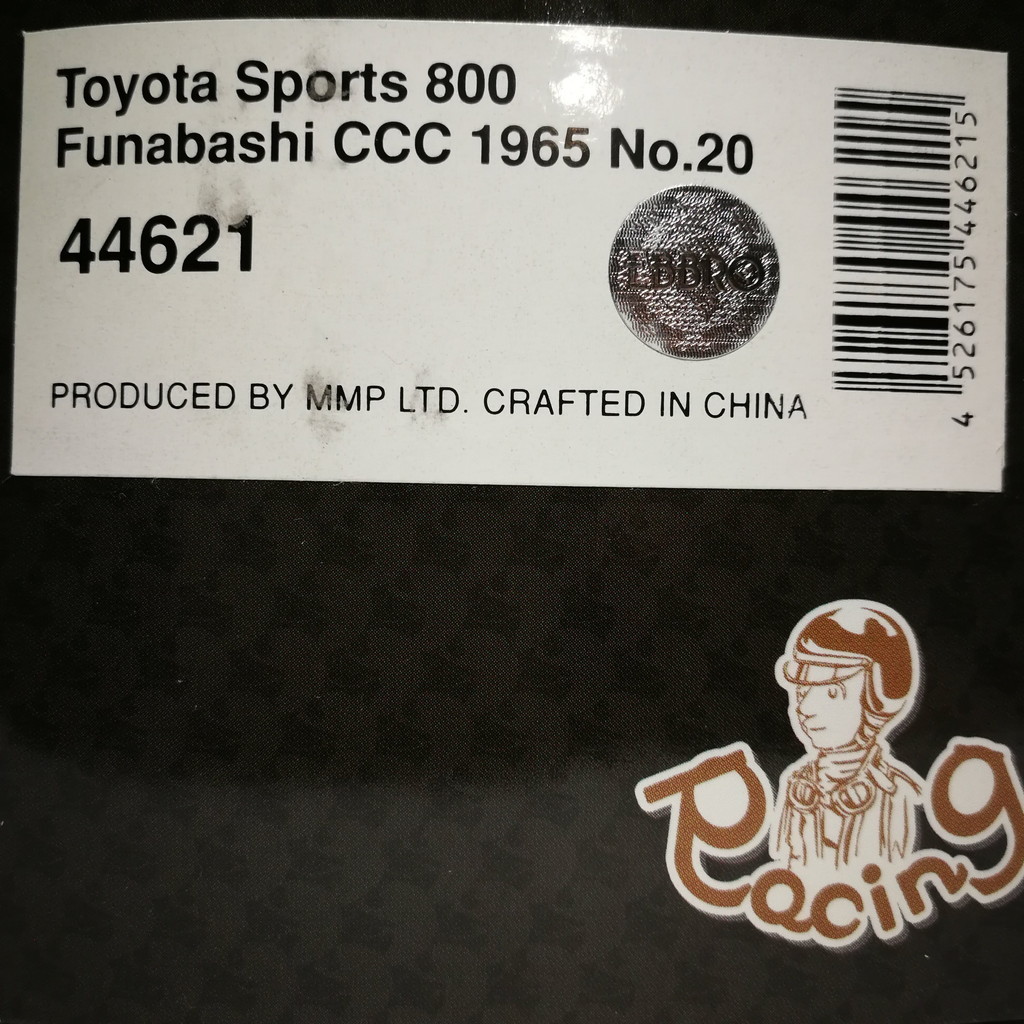 Toyota Sports 800
Funabashi CCC 1965 No.20
44621
EBBRO
PRODUCED BY MMP LTD. CRAFTED IN CHINA
4 526175 446215
Racing